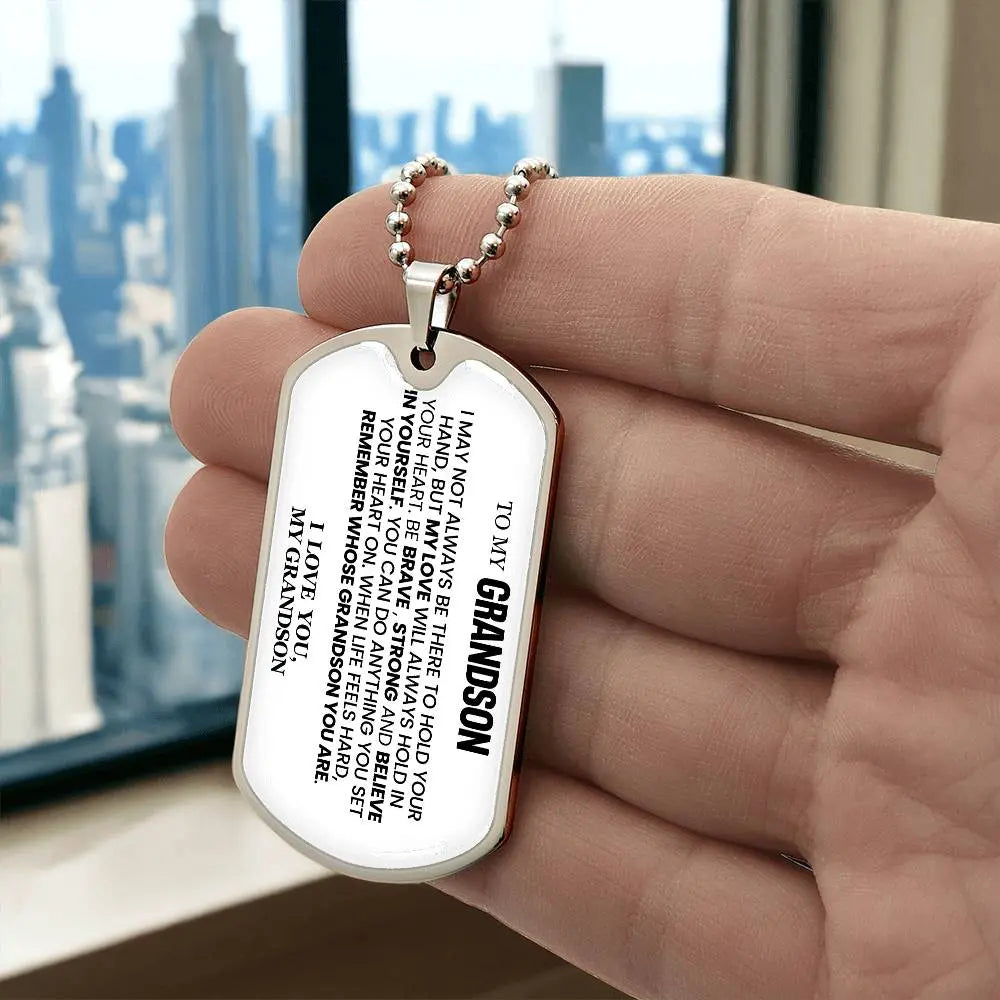 TO MY GRANDSON
I MAY NOT ALWAYS BE THERE TO HOLD YOUR
HAND, BUT MY LOVE WILL ALWAYS HOLD IN
YOUR HEART. BE BRAVE , STRONG AND BELIEVE
IN YOURSELF. YOU CAN DO ANYTHING YOU SET
YOUR HEART ON. WHEN LIFE FEELS HARD,
REMEMBER WHOSE GRANDSON YOU ARE.
I LOVE YOU,
MY GRANDSON